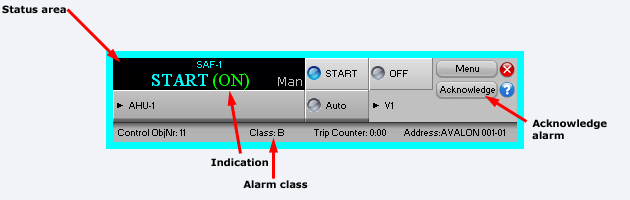 Status area
SAF-1
START (ON) Man
START
OFF
Menu
Acknowledge
AHU-1
Auto
V1
Control ObjNr: 11 Class: B Trip Counter: 0:00 Address:AVALON 001-01
Acknowledge
alarm
Indication
Alarm class